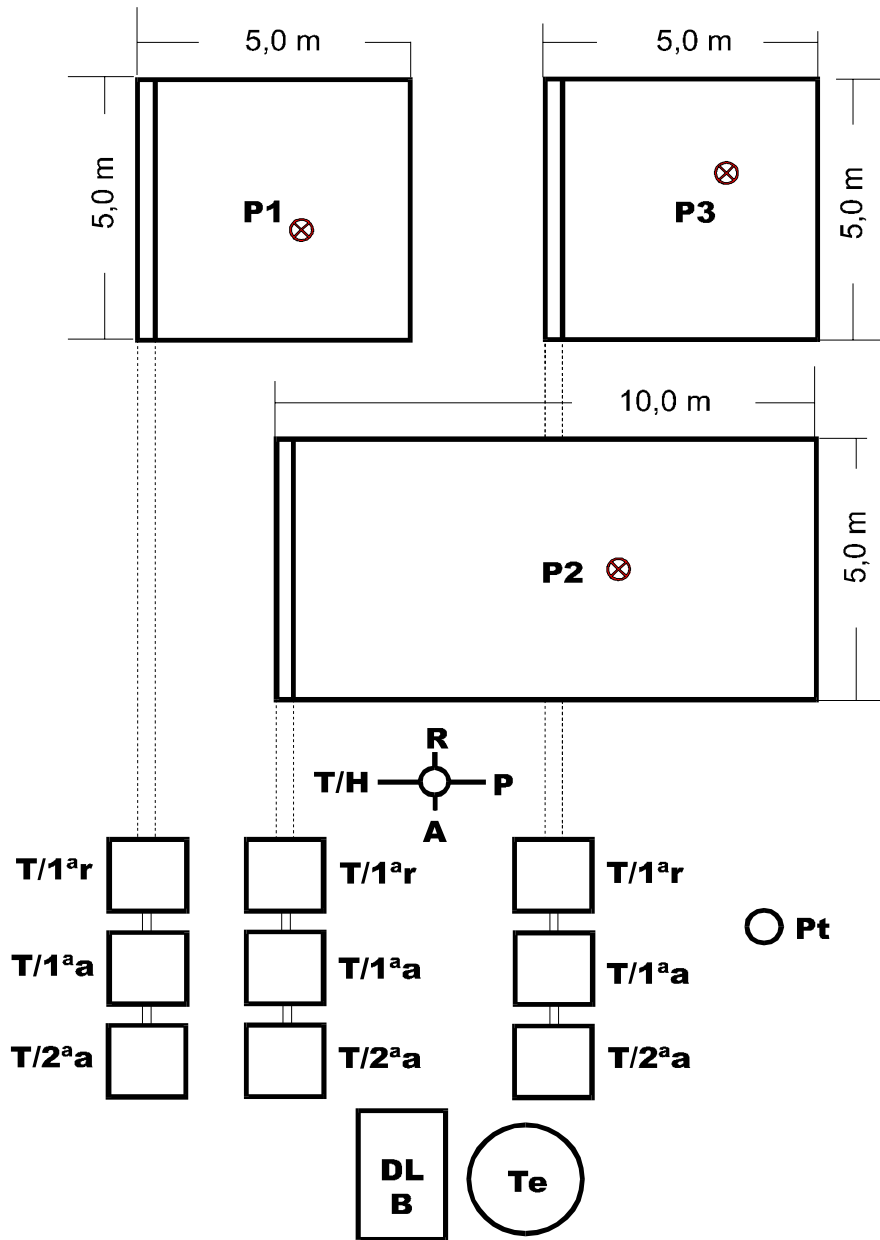 5,0 m
5,0 m
5,0 m
P1
P3
5,0 m
10,0 m
P2
5,0 m
R
T/H
P
A
T/1ªr
T/1ªr
T/1ªr
Pt
T/1ªa
T/1ªa
T/1ªa
T/2ªa
T/2ªa
T/2ªa
DL
B
Te